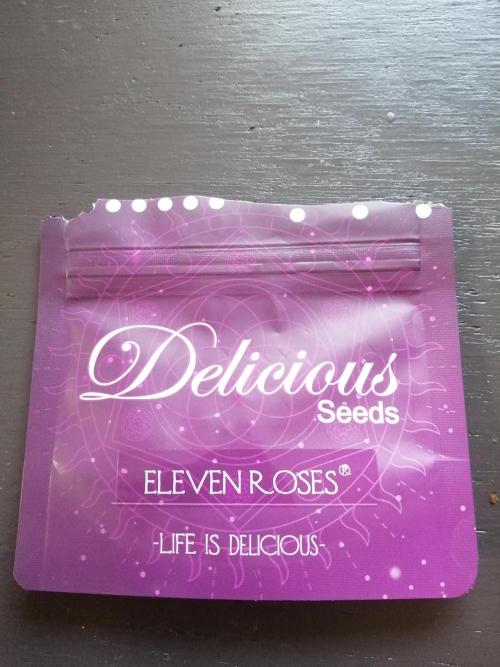 Delicious
Seeds
ELEVEN ROSES®
-LIFE IS DELICIOUS-